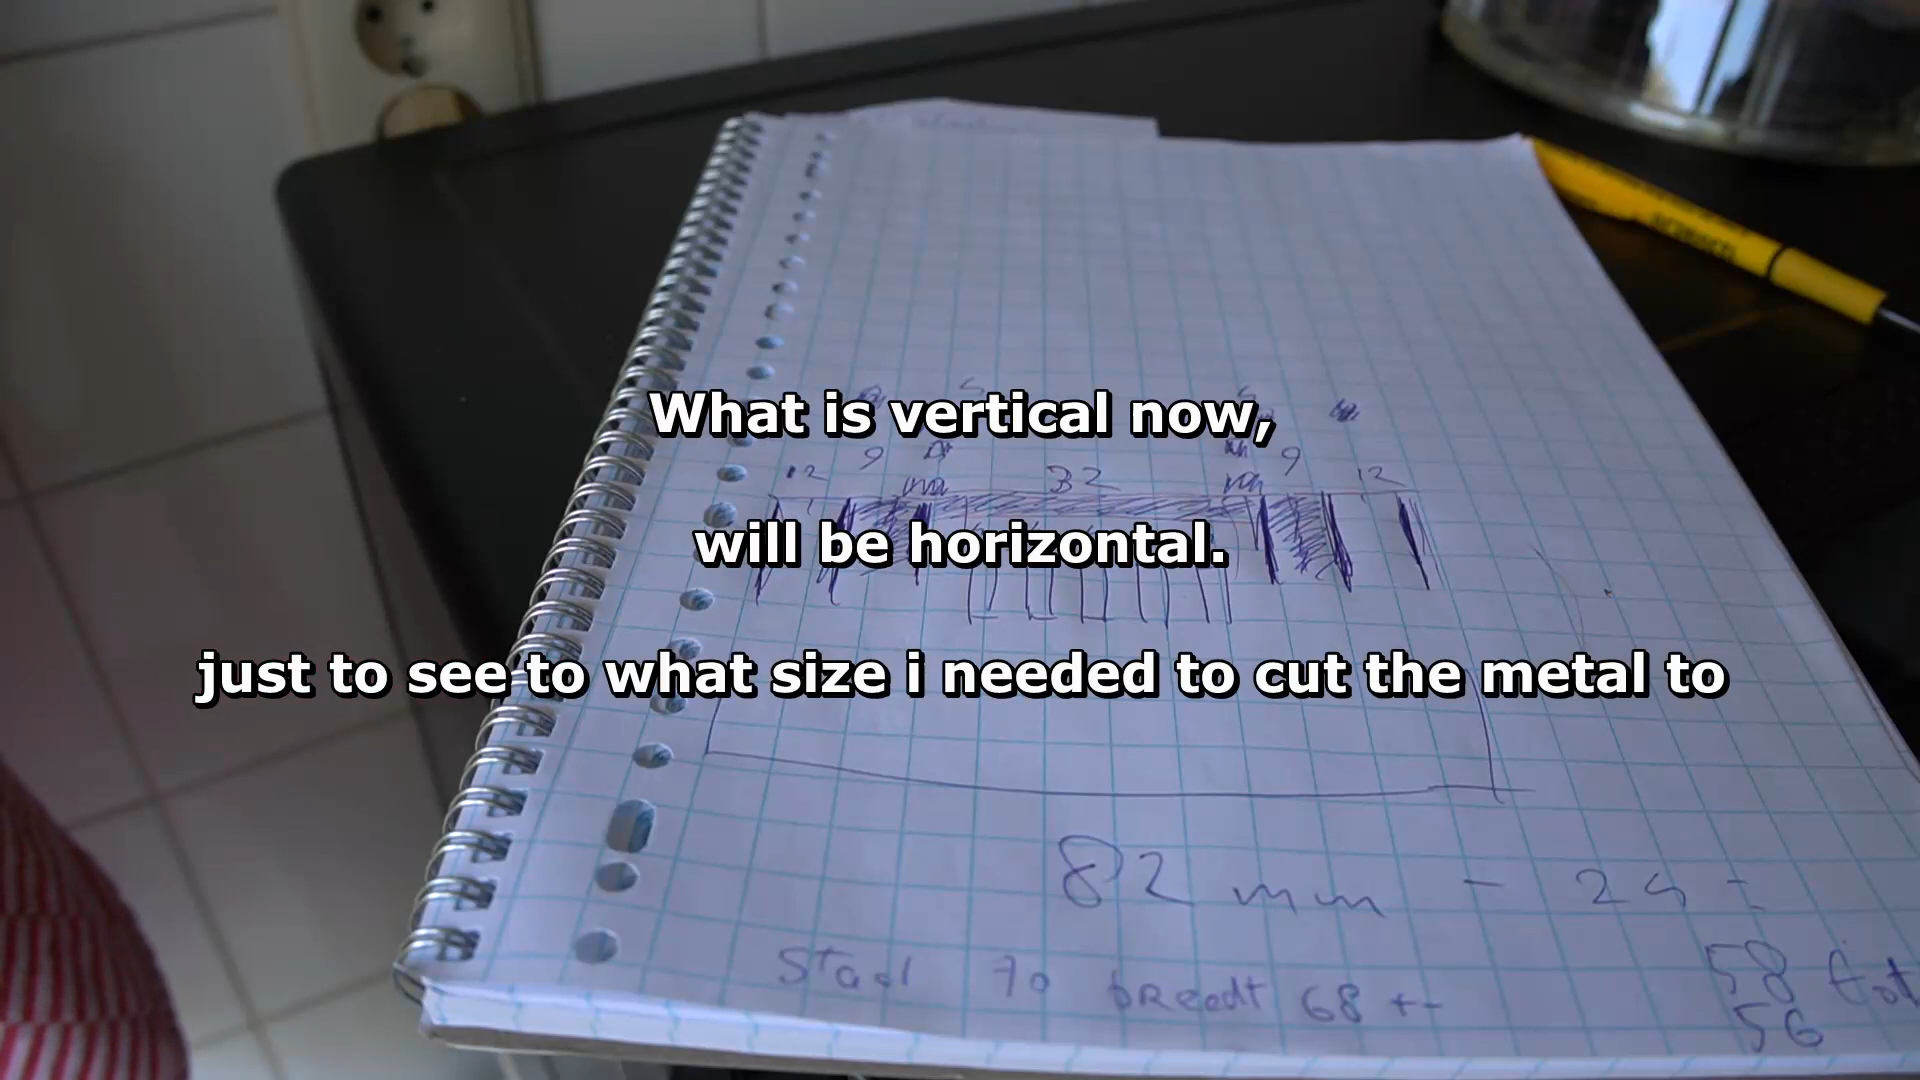 What is vertical now,
9 9
12 32 12
will be horizontal.
just to see to what size i needed to cut the metal to
82 mm - 24 =
58
Staal 70 breedt 68 +-
56